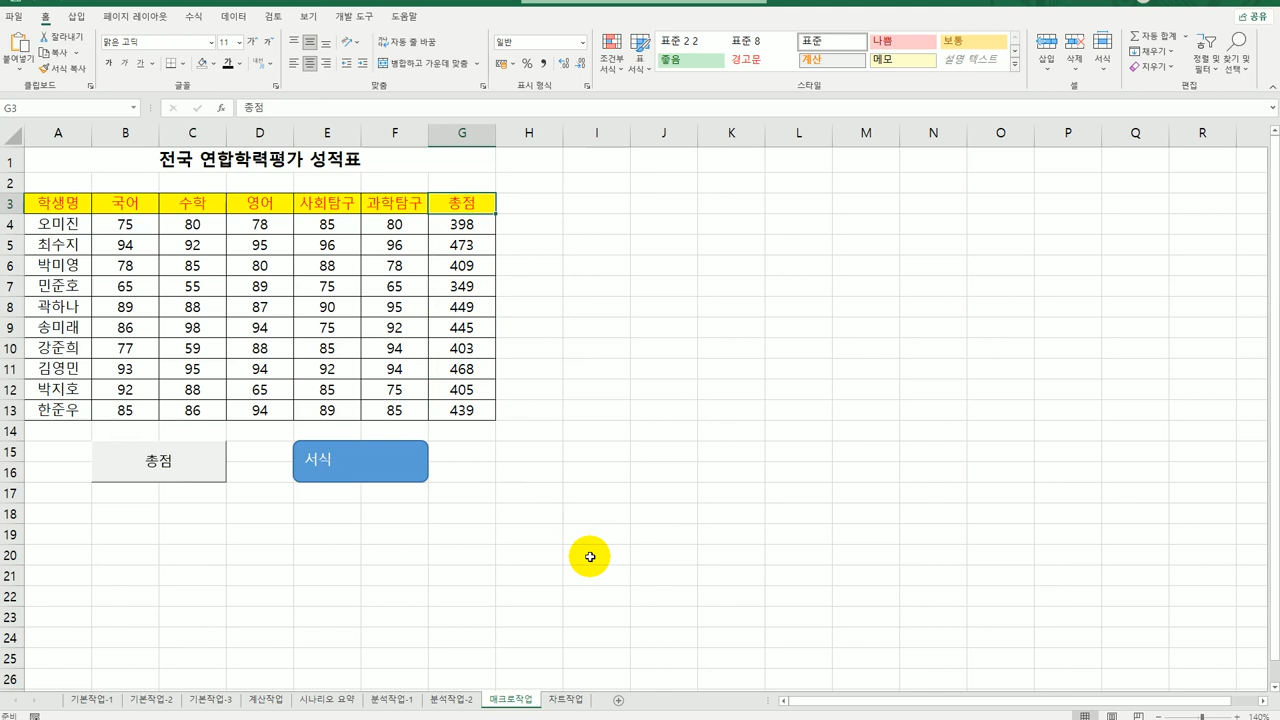 파일 홈 삽입 페이지 레이아웃 수식 데이터 검토 보기 개발 도구 도움말 공유
붙여넣기 잘라내기 복사 서식 복사 클립보드
맑은 고딕 11 가 가 글꼴
자동 줄 바꿈 병합하고 가운데 맞춤 맞춤
일반 % 표시 형식
조건부 서식 표 서식 표준 2 2 표준 8 표준 나쁨 보통
좋음 경고문 계산 메모 설명 텍스트 스타일
삽입 삭제 서식 셀
자동 합계 채우기 지우기 정렬 및 필터 찾기 및 선택 편집
G3 fx 총점
A B C D E F G H I J K L M N O P Q R
1 전국 연합학력평가 성적표
2
3 학생명 국어 수학 영어 사회탐구 과학탐구 총점
4 오미진 75 80 78 85 80 398
5 최수지 94 92 95 96 96 473
6 박미영 78 85 80 88 78 409
7 민준호 65 55 89 75 65 349
8 곽하나 89 88 87 90 95 449
9 송미래 86 98 94 75 92 445
10 강준희 77 59 88 85 94 403
11 김영민 93 95 94 92 94 468
12 박지호 92 88 65 85 75 405
13 한준우 85 86 94 89 85 439
14
15 총점 서식
16
17
18
19
20
21
22
23
24
25
26
기본작업-1 기본작업-2 기본작업-3 계산작업 시나리오 요약 분석작업-1 분석작업-2 매크로작업 차트작업
준비 140%